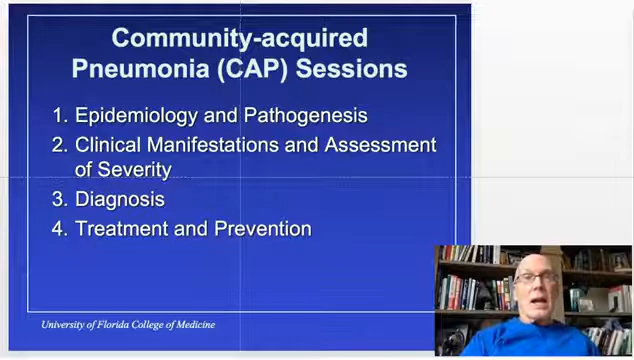 Community-acquired
Pneumonia (CAP) Sessions
1. Epidemiology and Pathogenesis
2. Clinical Manifestations and Assessment
of Severity
3. Diagnosis
4. Treatment and Prevention
University of Florida College of Medicine